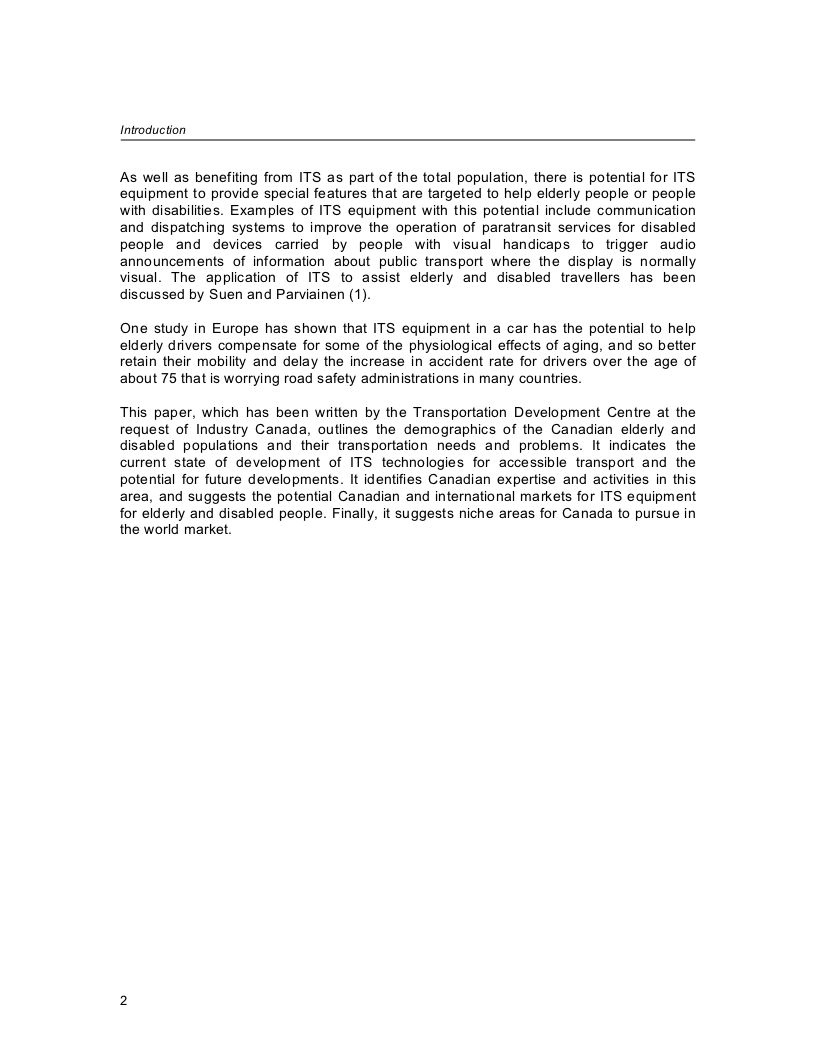 Introduction
As well as benefiting from ITS as part of the total population, there is potential for ITS
equipment to provide special features that are targeted to help elderly people or people
with disabilities. Examples of ITS equipment with this potential include communication
and dispatching systems to improve the operation of paratransit services for disabled
people and devices carried by people with visual handicaps to trigger audio
announcements of information about public transport where the display is normally
visual. The application of ITS to assist elderly and disabled travellers has been
discussed by Suen and Parviainen (1).
One study in Europe has shown that ITS equipment in a car has the potential to help
elderly drivers compensate for some of the physiological effects of aging, and so better
retain their mobility and delay the increase in accident rate for drivers over the age of
about 75 that is worrying road safety administrations in many countries.
This paper, which has been written by the Transportation Development Centre at the
request of Industry Canada, outlines the demographics of the Canadian elderly and
disabled populations and their transportation needs and problems. It indicates the
current state of development of ITS technologies for accessible transport and the
potential for future developments. It identifies Canadian expertise and activities in this
area, and suggests the potential Canadian and international markets for ITS equipment
for elderly and disabled people. Finally, it suggests niche areas for Canada to pursue in
the world market.
2